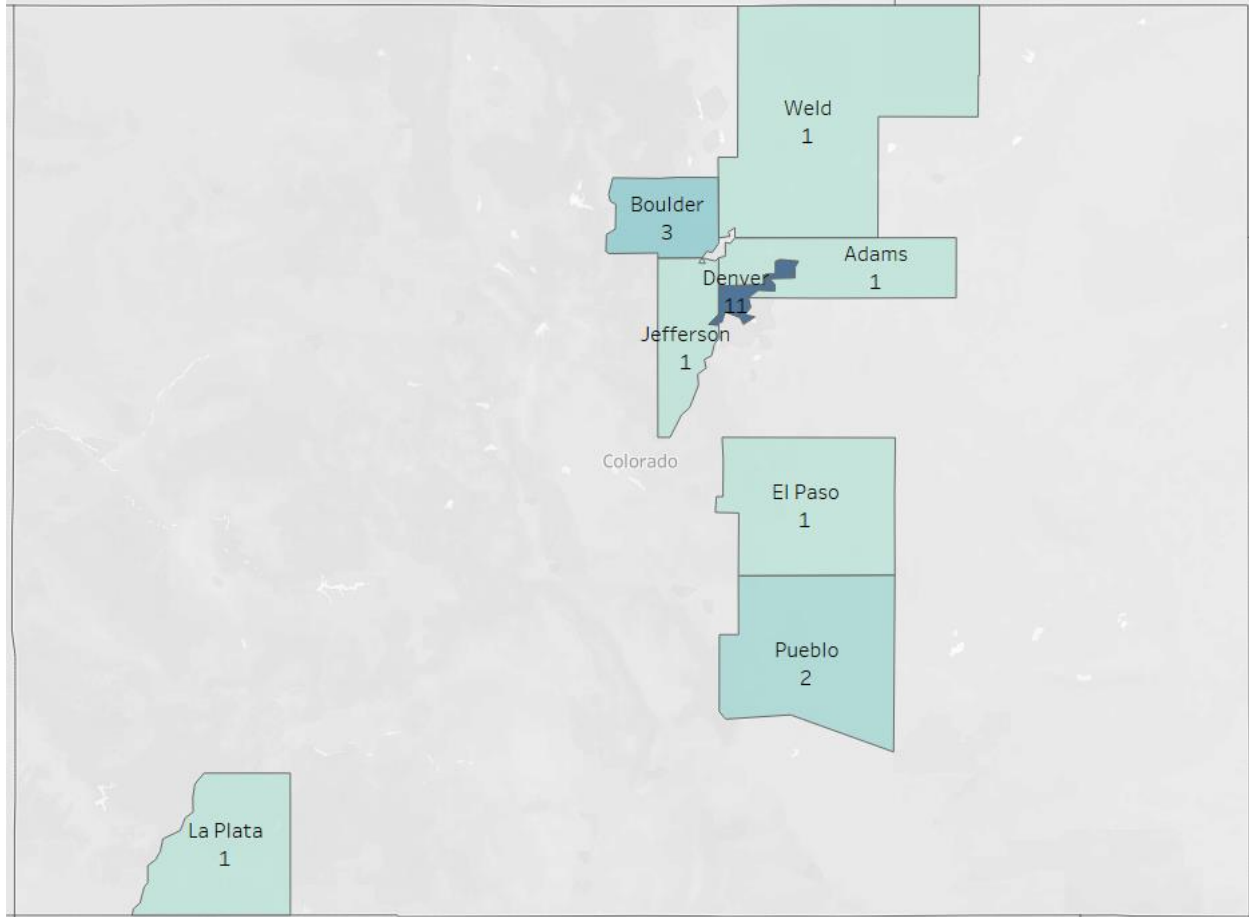 Weld
1
Boulder
3
Adams
1
Denver
11
Jefferson
1
Colorado
El Paso
1
Pueblo
2
La Plata
1